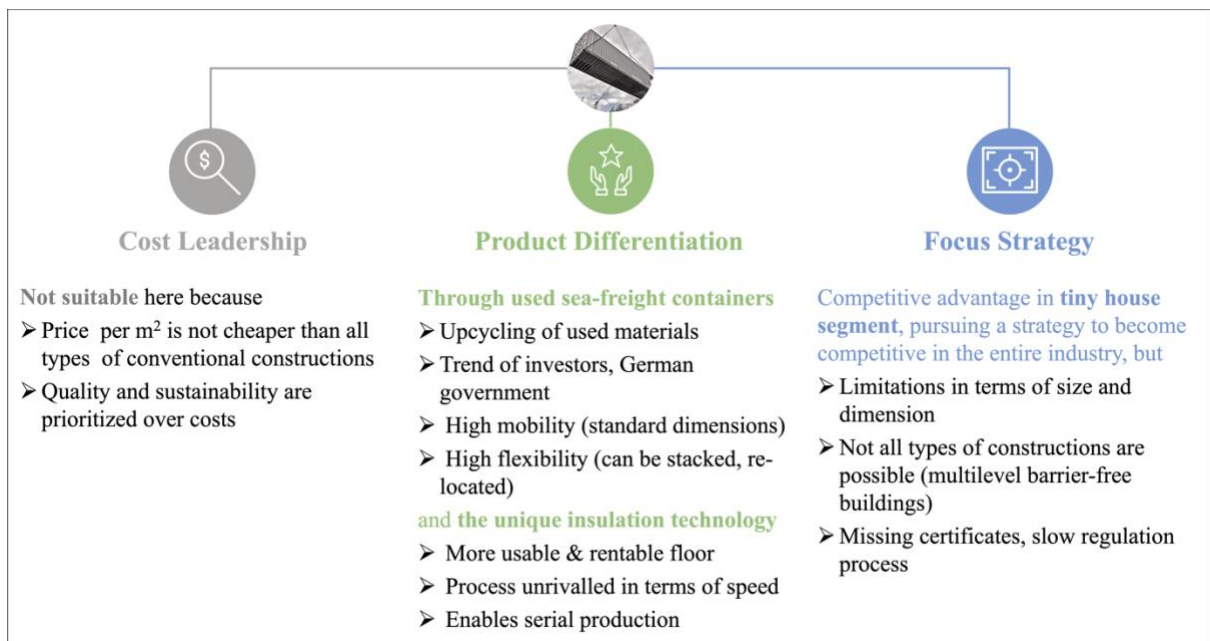 $
Cost Leadership
Not suitable here because
➤ Price per m² is not cheaper than all
types of conventional constructions
➤ Quality and sustainability are
prioritized over costs
Product Differentiation
Through used sea-freight containers
➤ Upcycling of used materials
➤ Trend of investors, German
government
➤ High mobility (standard dimensions)
➤ High flexibility (can be stacked, re-
located)
and the unique insulation technology
➤ More usable & rentable floor
➤ Process unrivalled in terms of speed
➤ Enables serial production
Focus Strategy
Competitive advantage in tiny house
segment, pursuing a strategy to become
competitive in the entire industry, but
➤ Limitations in terms of size and
dimension
➤ Not all types of constructions are
possible (multilevel barrier-free
buildings)
➤ Missing certificates, slow regulation
process